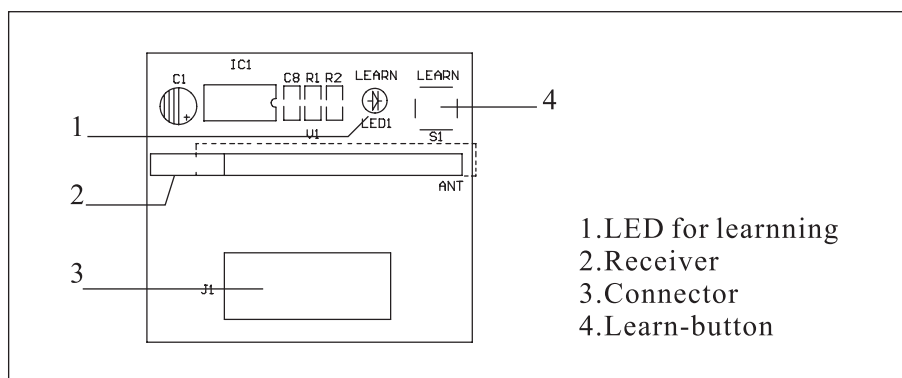 IC1
C1 C8 R1 R2 LEARN LEARN
4
1 LED1
V1 S1
ANT
2
1.LED for learnning
2.Receiver
3 J1
3.Connector
4.Learn-button